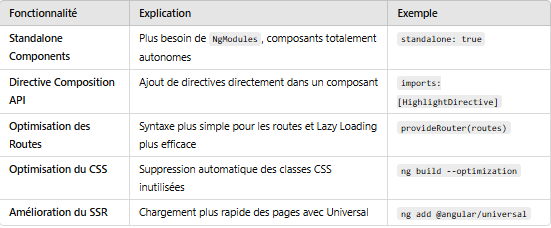 Fonctionnalité Explication Exemple
Standalone Plus besoin de NgModules, composants totalement standalone: true
Components autonomes
Directive Composition Ajout de directives directement dans un composant imports:
API [HighlightDirective]
Optimisation des Syntaxe plus simple pour les routes et Lazy Loading provideRouter(routes)
Routes plus efficace
Optimisation du CSS Suppression automatique des classes CSS ng build --optimization
inutilisées
Amélioration du SSR Chargement plus rapide des pages avec Universal ng add @angular/universal